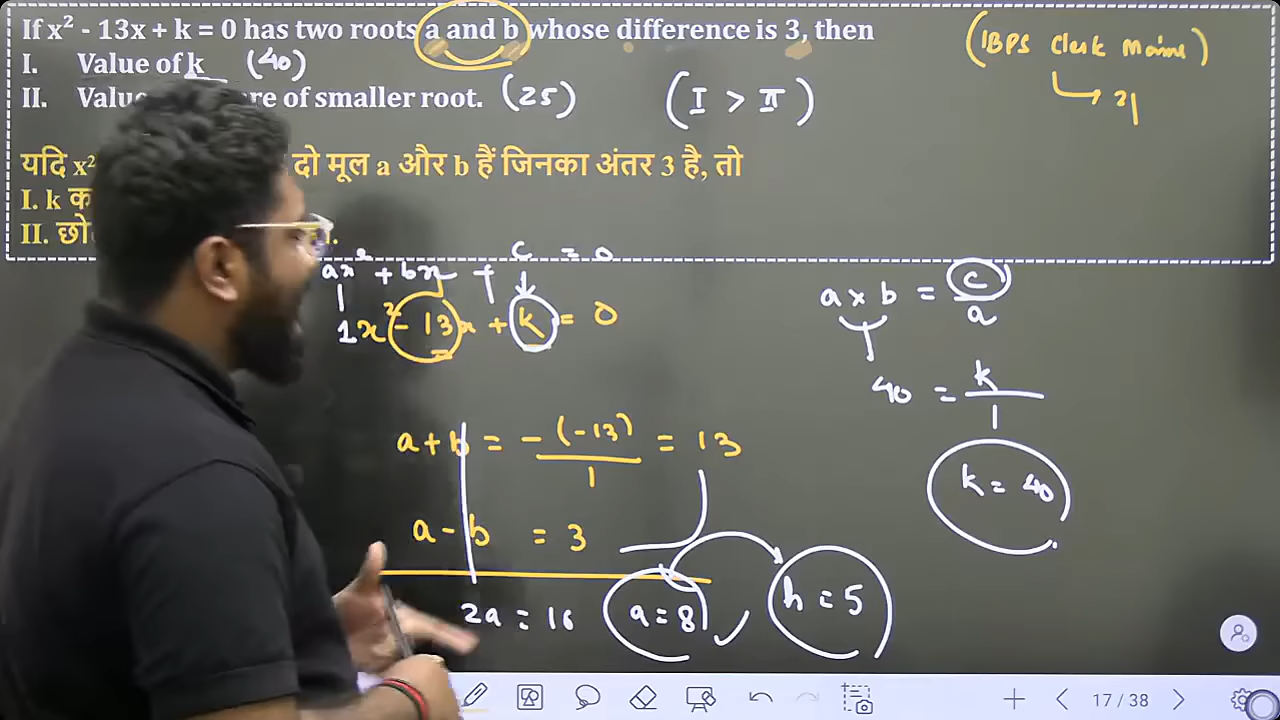 If x² - 13x + k = 0 has two roots a and b whose difference is 3, then
(IBPS Clerk Mains)
I. Value of k (40)
II. Value re of smaller root. (25) (I > II)
21
यदि x² दो मूल a और b हैं जिनका अंतर 3 है, तो
I. k क
II. छो
ax² + bx + c = 0
1x² - 13x + k = 0
a × b = c/a
40 = k/1
k = 40
a + b = -(-13)/1 = 13
a - b = 3
2a = 16 a = 8 b = 5
17 / 38